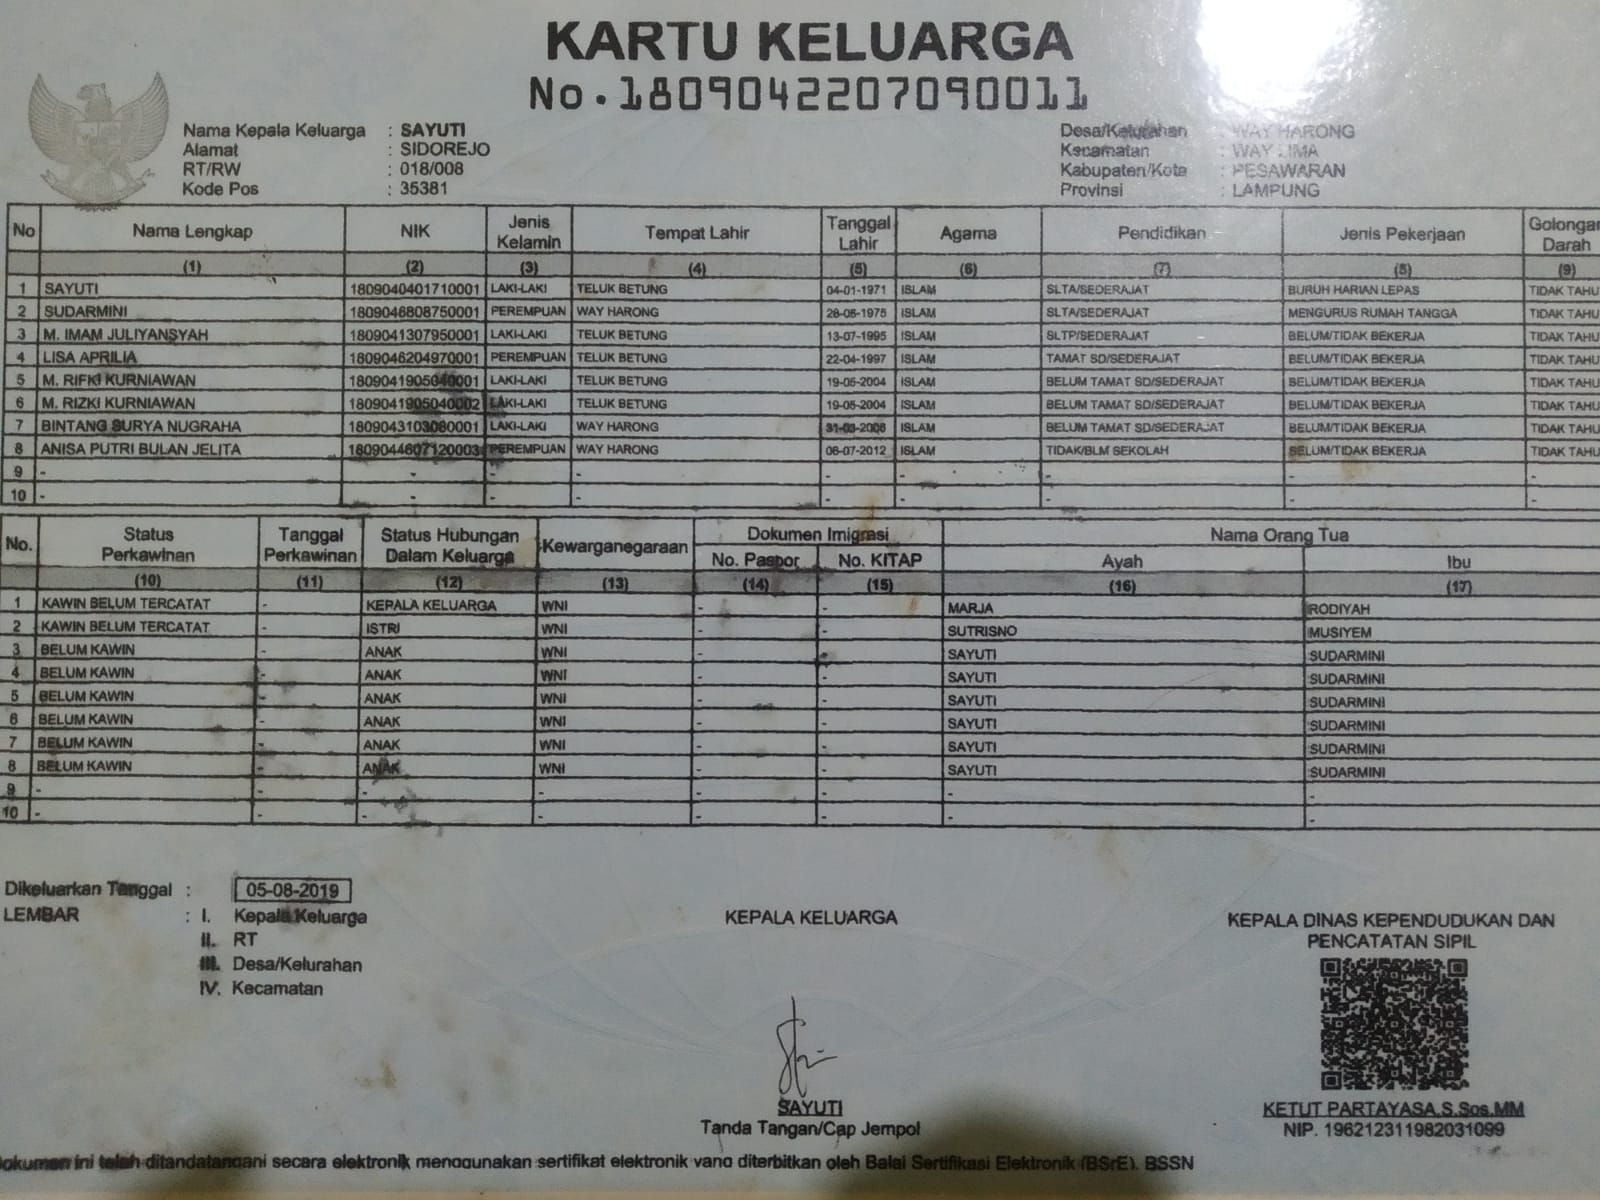 KARTU KELUARGA
No. 1809042207090011
Nama Kepala Keluarga : SAYUTI
Alamat : SIDOREJO
RT/RW : 018/008
Kode Pos : 35381
Desa/Kelurahan : WAY HARONG
Kecamatan : WAY LIMA
Kabupaten/Kota : PESAWARAN
Provinsi : LAMPUNG
No Nama Lengkap NIK Jenis Kelamin Tempat Lahir Tanggal Lahir Agama Pendidikan Jenis Pekerjaan Golongan Darah
(1) (2) (3) (4) (5) (6) (7) (8) (9)
1 SAYUTI 1809040401710001 LAKI-LAKI TELUK BETUNG 04-01-1971 ISLAM SLTA/SEDERAJAT BURUH HARIAN LEPAS TIDAK TAHU
2 SUDARMINI 1809046808750001 PEREMPUAN WAY HARONG ISLAM SLTA/SEDERAJAT MENGURUS RUMAH TANGGA TIDAK TAHU
3 M. IMAM JULIYANSYAH 1809041307950001 LAKI-LAKI TELUK BETUNG 13-07-1995 ISLAM SLTP/SEDERAJAT BELUM/TIDAK BEKERJA TIDAK TAHU
4 LISA APRILIA 1809046204970001 PEREMPUAN TELUK BETUNG 22-04-1997 ISLAM TAMAT SD/SEDERAJAT BELUM/TIDAK BEKERJA TIDAK TAHU
5 M. RIFKI KURNIAWAN 1809041905040001 LAKI-LAKI TELUK BETUNG 19-05-2004 ISLAM BELUM TAMAT SD/SEDERAJAT BELUM/TIDAK BEKERJA TIDAK TAHU
6 M. RIZKI KURNIAWAN 1809041905040002 LAKI-LAKI TELUK BETUNG 19-05-2004 ISLAM BELUM TAMAT SD/SEDERAJAT BELUM/TIDAK BEKERJA TIDAK TAHU
7 BINTANG SURYA NUGRAHA 1809043103080001 LAKI-LAKI WAY HARONG ISLAM BELUM TAMAT SD/SEDERAJAT BELUM/TIDAK BEKERJA TIDAK TAHU
8 ANISA PUTRI BULAN JELITA 1809044607120003 PEREMPUAN WAY HARONG 06-07-2012 ISLAM TIDAK/BLM SEKOLAH BELUM/TIDAK BEKERJA TIDAK TAHU
9 - - - - - - - - -
10 - - - - - - - - -
No. Status Perkawinan Tanggal Perkawinan Status Hubungan Dalam Keluarga Kewarganegaraan Dokumen Imigrasi Nama Orang Tua
No. Paspor No. KITAP Ayah Ibu
(10) (11) (12) (13) (14) (15) (16) (17)
1 KAWIN BELUM TERCATAT - KEPALA KELUARGA WNI - - MARJA RODIYAH
2 KAWIN BELUM TERCATAT - ISTRI WNI - - SUTRISNO MUSIYEM
3 BELUM KAWIN - ANAK WNI - - SAYUTI SUDARMINI
4 BELUM KAWIN - ANAK WNI - - SAYUTI SUDARMINI
5 BELUM KAWIN - ANAK WNI - - SAYUTI SUDARMINI
6 BELUM KAWIN - ANAK WNI - - SAYUTI SUDARMINI
7 BELUM KAWIN - ANAK WNI - - SAYUTI SUDARMINI
8 BELUM KAWIN - ANAK WNI - - SAYUTI SUDARMINI
9 - - - - - - - -
10 - - - - - - - -
Dikeluarkan Tanggal : 05-08-2019
LEMBAR : I. Kepala Keluarga
II. RT
III. Desa/Kelurahan
IV. Kecamatan
KEPALA KELUARGA
SAYUTI
Tanda Tangan/Cap Jempol
KEPALA DINAS KEPENDUDUKAN DAN
PENCATATAN SIPIL
KETUT PARTAYASA,S.Sos,MM
NIP. 196212311982031099
Dokumen ini telah ditandatangani secara elektronik menggunakan sertifikat elektronik yang diterbitkan oleh Balai Sertifikasi Elektronik (BSrE), BSSN